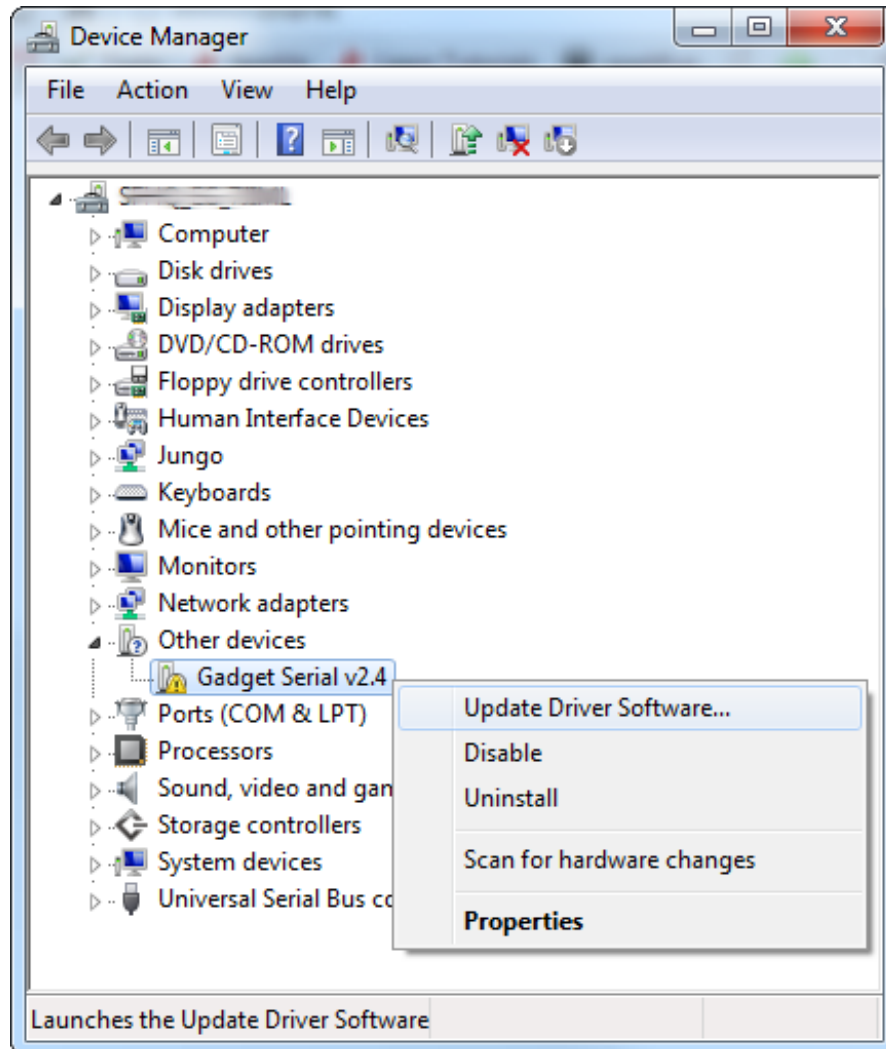 Device Manager
File Action View Help
Computer
Disk drives
Display adapters
DVD/CD-ROM drives
Floppy drive controllers
Human Interface Devices
Jungo
Keyboards
Mice and other pointing devices
Monitors
Network adapters
Other devices
Gadget Serial v2.4
Update Driver Software...
Ports (COM & LPT)
Disable
Processors
Sound, video and gan
Uninstall
Storage controllers
System devices
Scan for hardware changes
Universal Serial Bus co
Properties
Launches the Update Driver Software